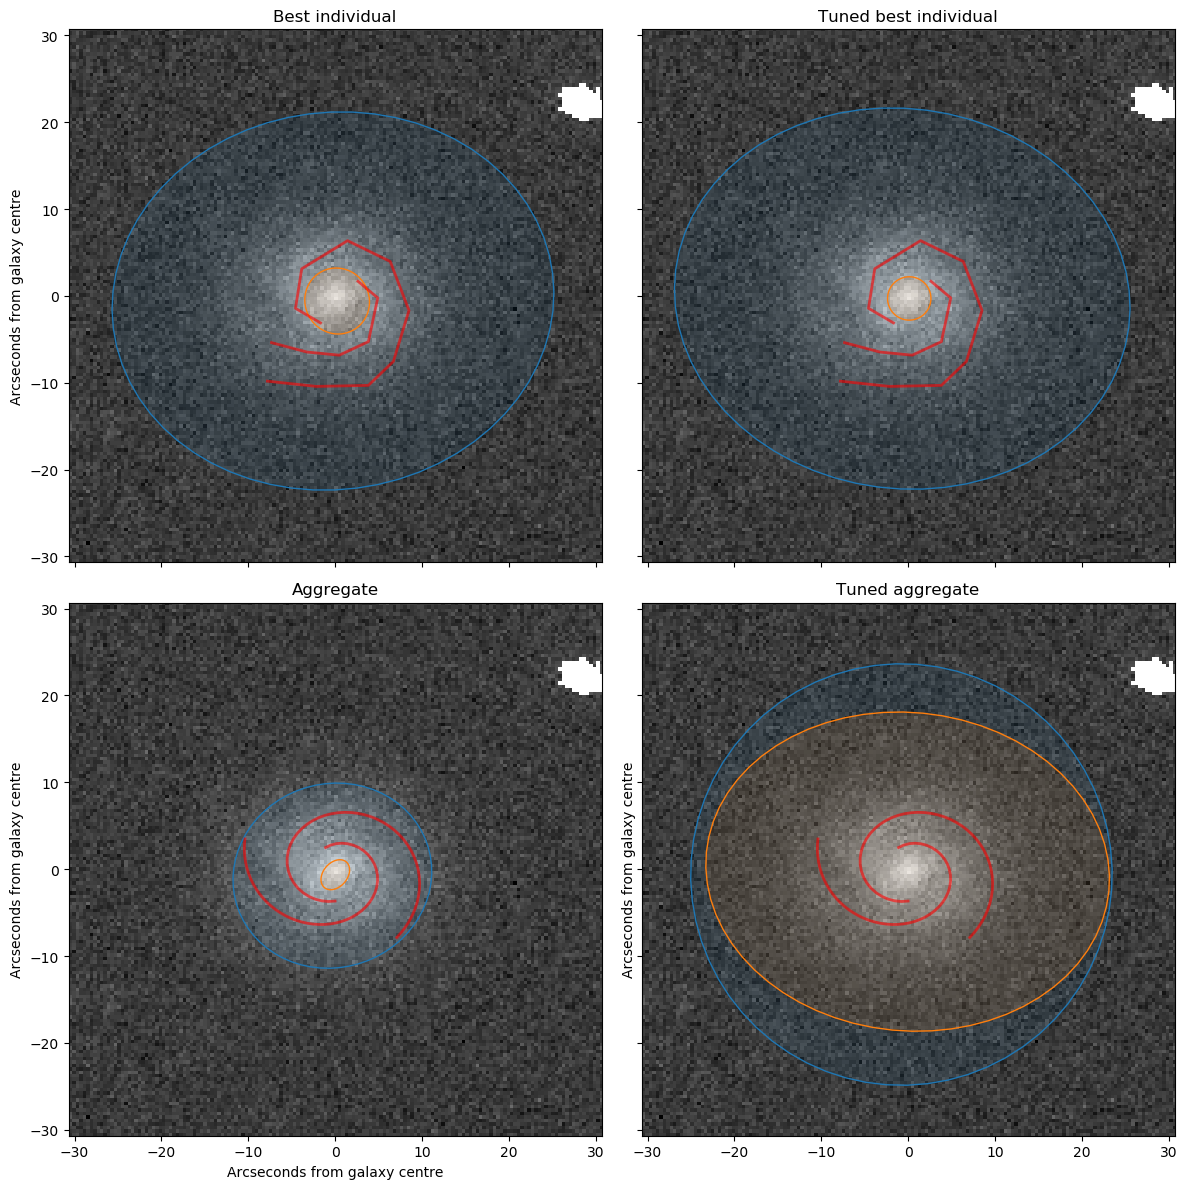 Best individual
Tuned best individual
30
20
10
0
−10
−20
−30
Arcseconds from galaxy centre
Aggregate
Tuned aggregate
30
20
10
0
−10
−20
−30
Arcseconds from galaxy centre
Arcseconds from galaxy centre
−30 −20 −10 0 10 20 30
−30 −20 −10 0 10 20 30
Arcseconds from galaxy centre